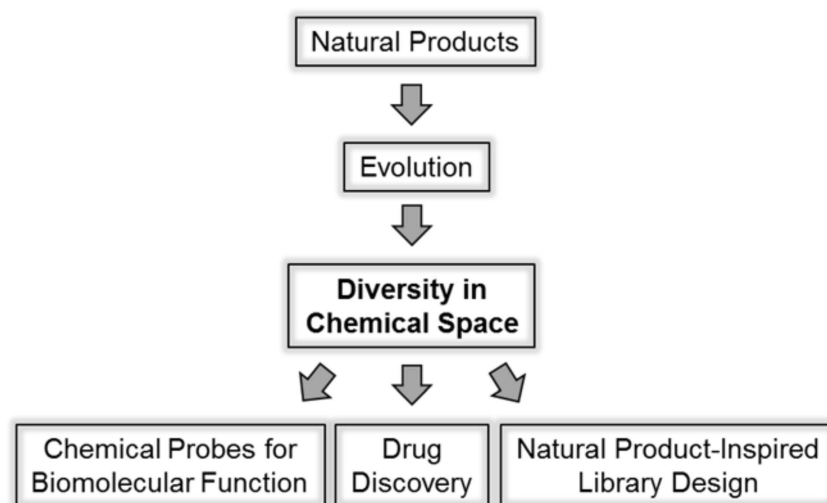 Natural Products
Evolution
Diversity in
Chemical Space
Chemical Probes for
Biomolecular Function
Drug
Discovery
Natural Product-Inspired
Library Design